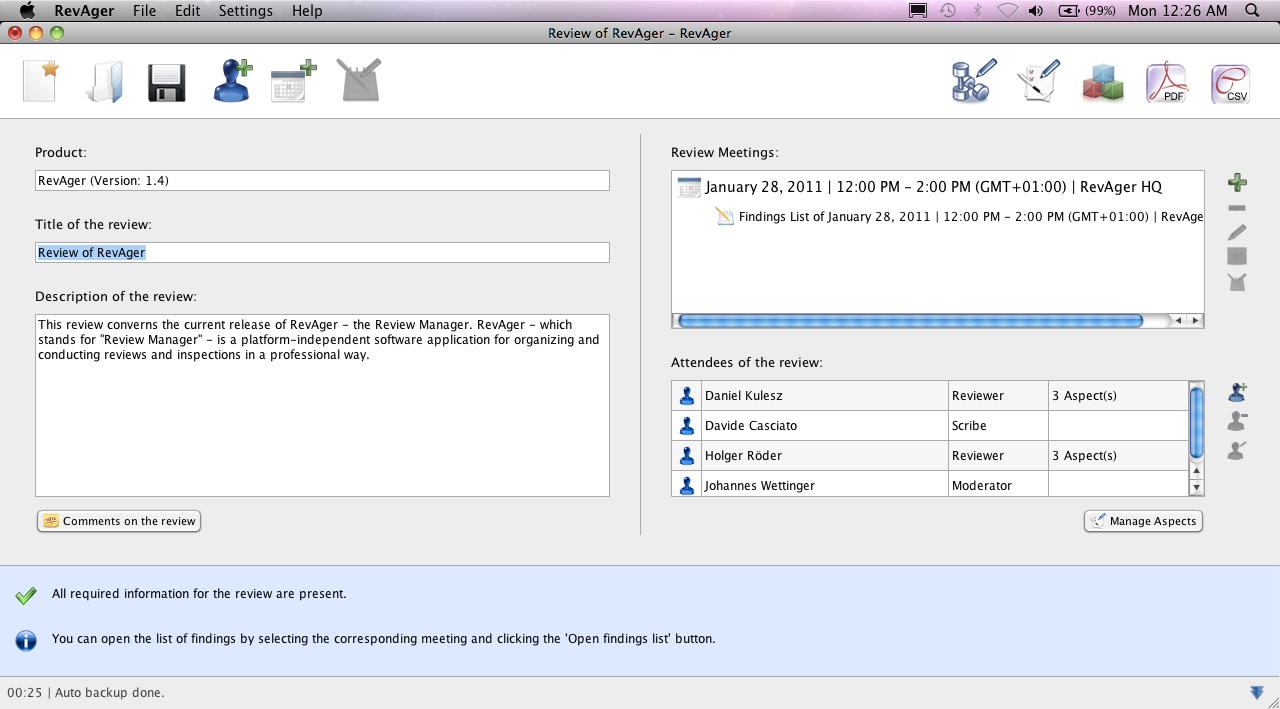 RevAger File Edit Settings Help (99%) Mon 12:26 AM
Review of RevAger – RevAger
PDF CSV
Product:
RevAger (Version: 1.4)
Title of the review:
Review of RevAger
Description of the review:
This review converns the current release of RevAger – the Review Manager. RevAger – which
stands for "Review Manager" – is a platform-independent software application for organizing and
conducting reviews and inspections in a professional way.
Comments on the review
Review Meetings:
January 28, 2011 | 12:00 PM – 2:00 PM (GMT+01:00) | RevAger HQ
Findings List of January 28, 2011 | 12:00 PM – 2:00 PM (GMT+01:00) | RevAge
Attendees of the review:
Daniel Kulesz Reviewer 3 Aspect(s)
Davide Casciato Scribe
Holger Röder Reviewer 3 Aspect(s)
Johannes Wettinger Moderator
Manage Aspects
All required information for the review are present.
You can open the list of findings by selecting the corresponding meeting and clicking the 'Open findings list' button.
00:25 | Auto backup done.